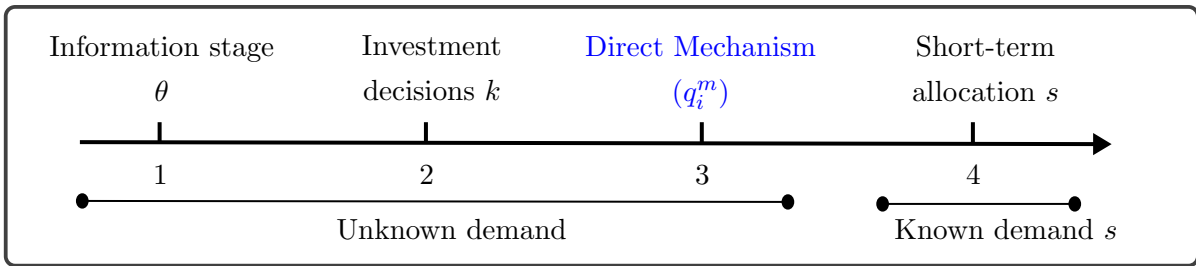 Information stage Investment Direct Mechanism Short-term
θ decisions k (q_i^m) allocation s
1 2 3 4
Unknown demand Known demand s